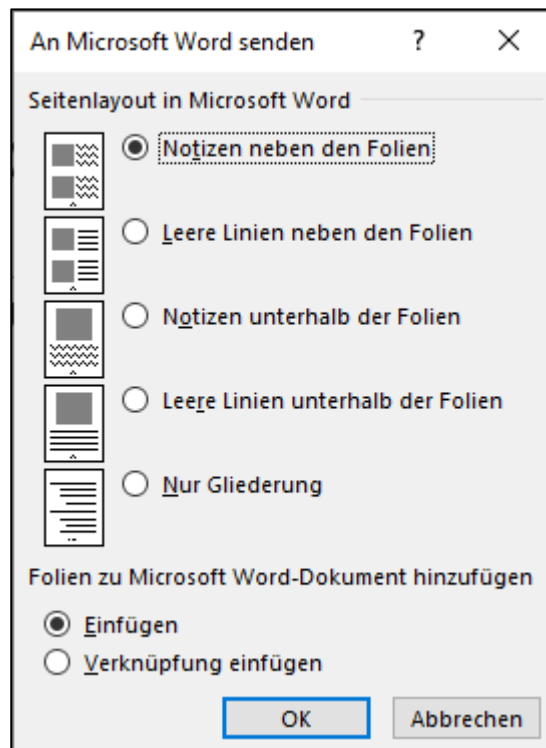 An Microsoft Word senden ? ×
Seitenlayout in Microsoft Word
Notizen neben den Folien
Leere Linien neben den Folien
Notizen unterhalb der Folien
Leere Linien unterhalb der Folien
Nur Gliederung
Folien zu Microsoft Word-Dokument hinzufügen
Einfügen
Verknüpfung einfügen
OK Abbrechen